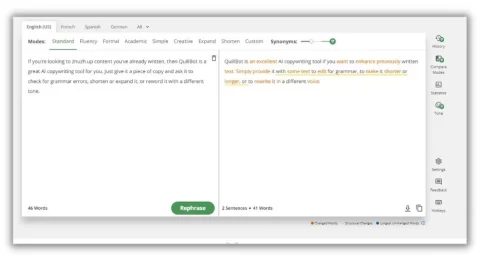 English (US) French Spanish German All
Modes: Standard Fluency Formal Academic Simple Creative Expand Shorten Custom Synonyms:
If you're looking to zhuzh up content you've already written, then QuillBot is a
great AI copywriting tool for you. Just give it a piece of copy and ask it to
check for grammar errors, shorten or expand it, or reword it with a different
tone.
QuillBot is an excellent AI copywriting tool if you want to enhance previously written
text. Simply provide it with some text to edit for grammar, to make it shorter or
longer, or to rewrite it in a different voice.
46 Words
Rephrase
2 Sentences • 41 Words
Changed Words Structural Changes Longest Unchanged Words
History
Compare
Modes
Statistics
Tone
Settings
Feedback
Hotkeys